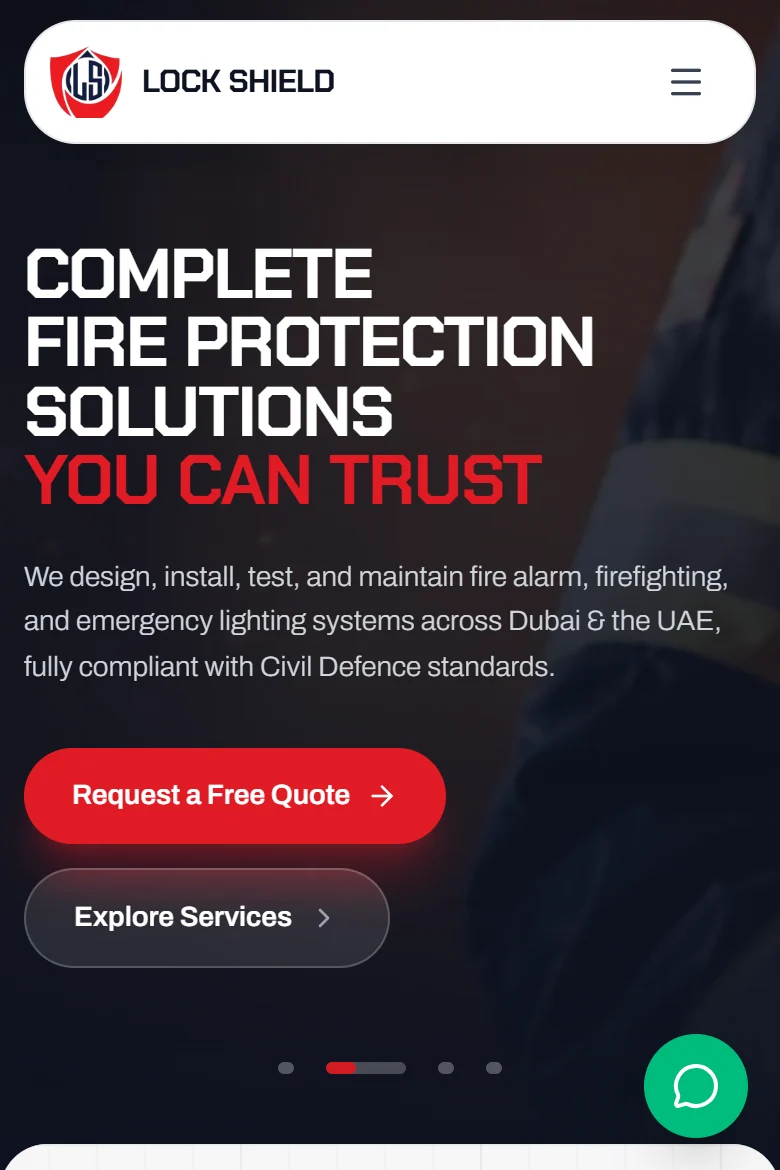 LSI
LOCK SHIELD
COMPLETE
FIRE PROTECTION
SOLUTIONS
YOU CAN TRUST
We design, install, test, and maintain fire alarm, firefighting,
and emergency lighting systems across Dubai & the UAE,
fully compliant with Civil Defence standards.
Request a Free Quote
Explore Services